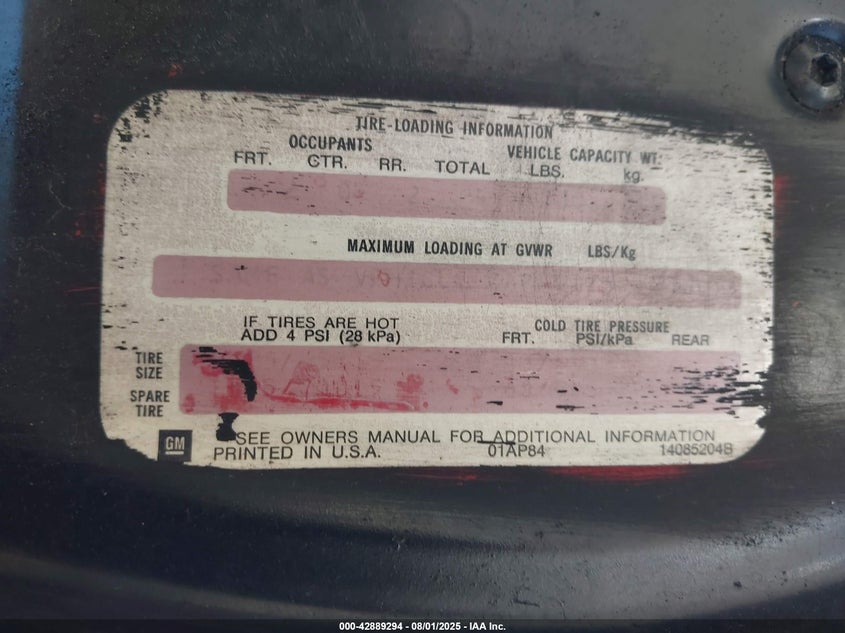 TIRE-LOADING INFORMATION
OCCUPANTS VEHICLE CAPACITY WT.
FRT. CTR. RR. TOTAL LBS. kg.
MAXIMUM LOADING AT GVWR LBS/Kg
IF TIRES ARE HOT COLD TIRE PRESSURE
ADD 4 PSI (28 kPa) FRT. PSI/kPa REAR
TIRE
SIZE
SPARE
TIRE
GM SEE OWNERS MANUAL FOR ADDITIONAL INFORMATION
PRINTED IN U.S.A. 01AP84 14085204B
000-42889294 - 08/01/2025 - IAA Inc.